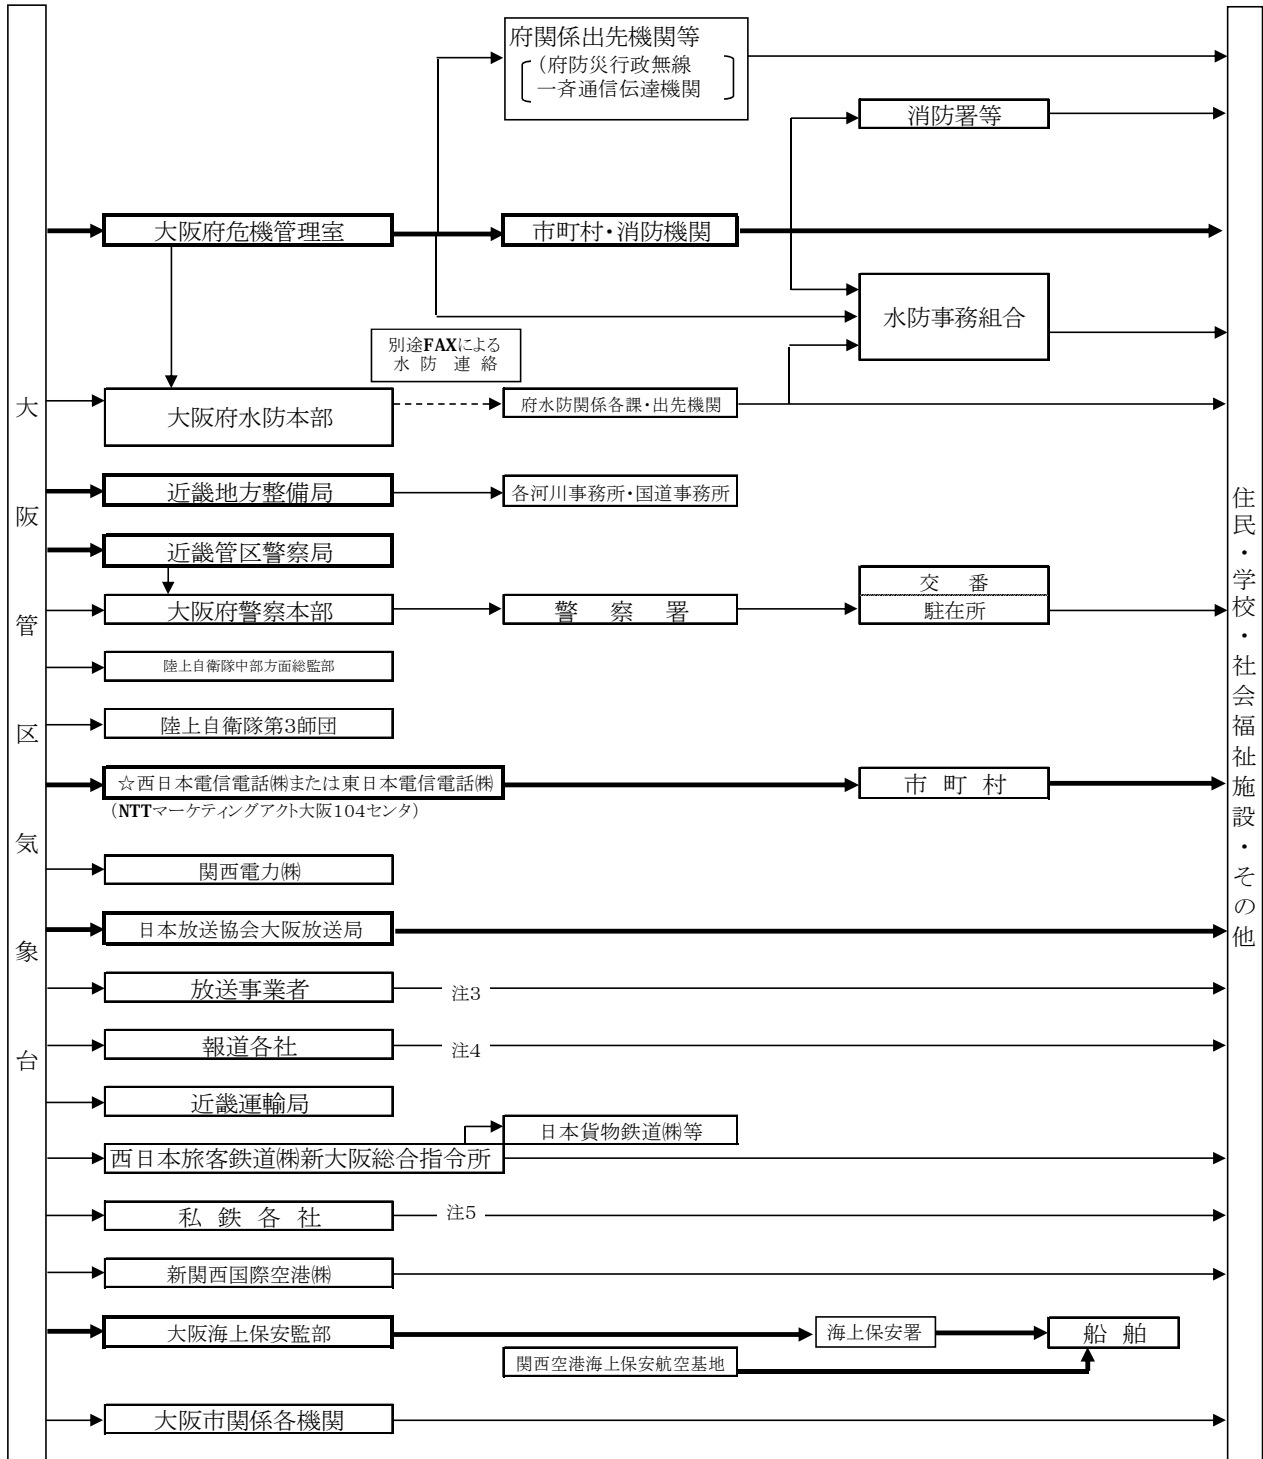 大阪管区気象台
府関係出先機関等
（府防災行政無線
一斉通信伝達機関
消防署等
大阪府危機管理室
市町村・消防機関
水防事務組合
別途FAXによる
水 防 連 絡
大阪府水防本部
府水防関係各課・出先機関
近畿地方整備局
各河川事務所・国道事務所
近畿管区警察局
大阪府警察本部
警 察 署
交 番
駐在所
陸上自衛隊中部方面総監部
陸上自衛隊第3師団
☆西日本電信電話㈱または東日本電信電話㈱
（NTTマーケティングアクト大阪104センタ）
市 町 村
関西電力㈱
日本放送協会大阪放送局
放送事業者
注3
報道各社
注4
近畿運輸局
日本貨物鉄道㈱等
西日本旅客鉄道㈱新大阪総合指令所
私 鉄 各 社
注5
新関西国際空港㈱
大阪海上保安監部
海上保安署
船 舶
関西空港海上保安航空基地
大阪市関係各機関
住民・学校・社会福祉施設・その他